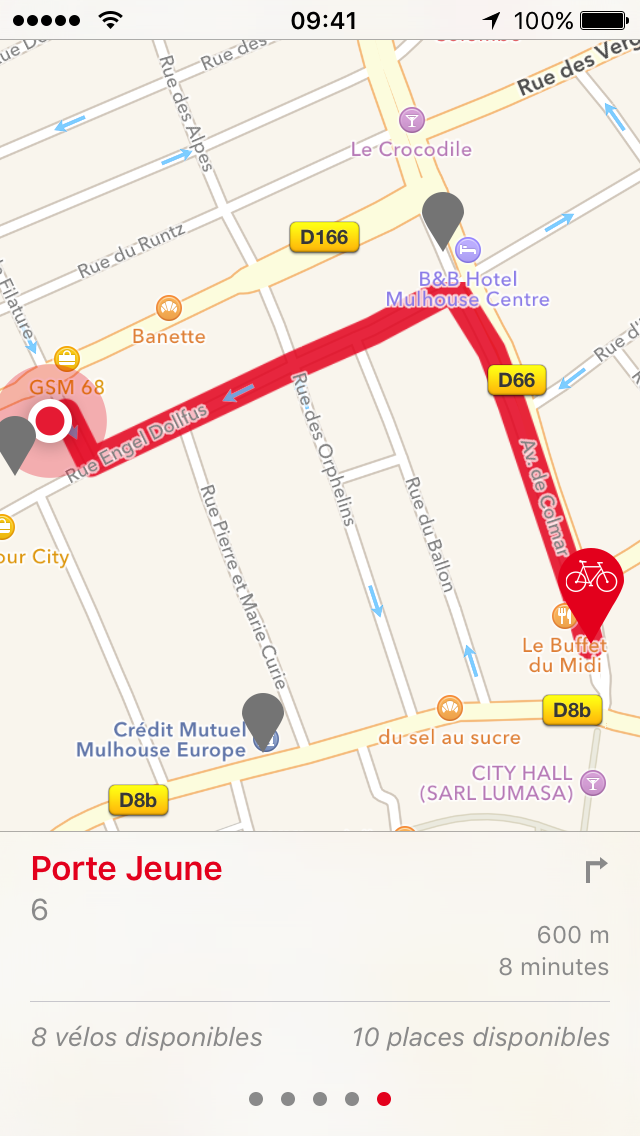 09:41
100%
Rue des Verg
Rue des
Rue des Alpes
Le Crocodile
D166
Rue du Runtz
B&B Hotel
Mulhouse Centre
Banette
Filature
GSM 68
D66
Rue d'
Rue Engel Dollfus
Rue des Orphelins
Av. de Colmar
Rue du Ballon
Rue Pierre et Marie Curie
our City
Le Buffet
du Midi
D8b
Crédit Mutuel
Mulhouse Europe
du sel au sucre
CITY HALL
(SARL LUMASA)
D8b
Porte Jeune
6
600 m
8 minutes
8 vélos disponibles
10 places disponibles